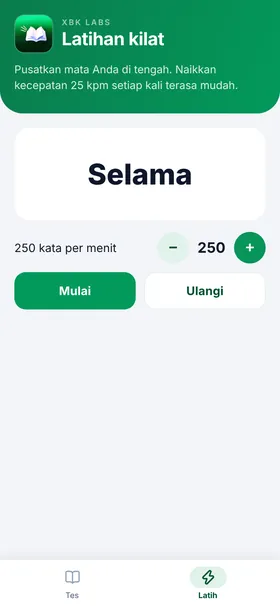 XBK LABS
Latihan kilat
Pusatkan mata Anda di tengah. Naikkan
kecepatan 25 kpm setiap kali terasa mudah.
Selama
250 kata per menit
− 250 +
Mulai
Ulangi
Tes
Latih